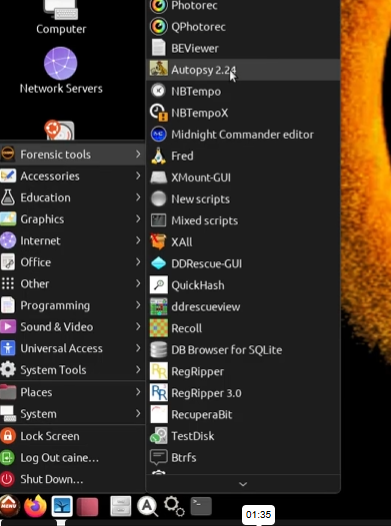 Computer
Network Servers
Forensic tools
Accessories
Education
Graphics
Internet
Office
Other
Programming
Sound & Video
Universal Access
System Tools
Places
System
Lock Screen
Log Out caine…
Shut Down…
Photorec
QPhotorec
BEViewer
Autopsy 2.24
NBTempo
NBTempoX
Midnight Commander editor
Fred
XMount-GUI
New scripts
Mixed scripts
XAll
DDRescue-GUI
QuickHash
ddrescueview
Recoll
DB Browser for SQLite
RegRipper
RegRipper 3.0
RecuperaBit
TestDisk
Btrfs
MENU
01:35